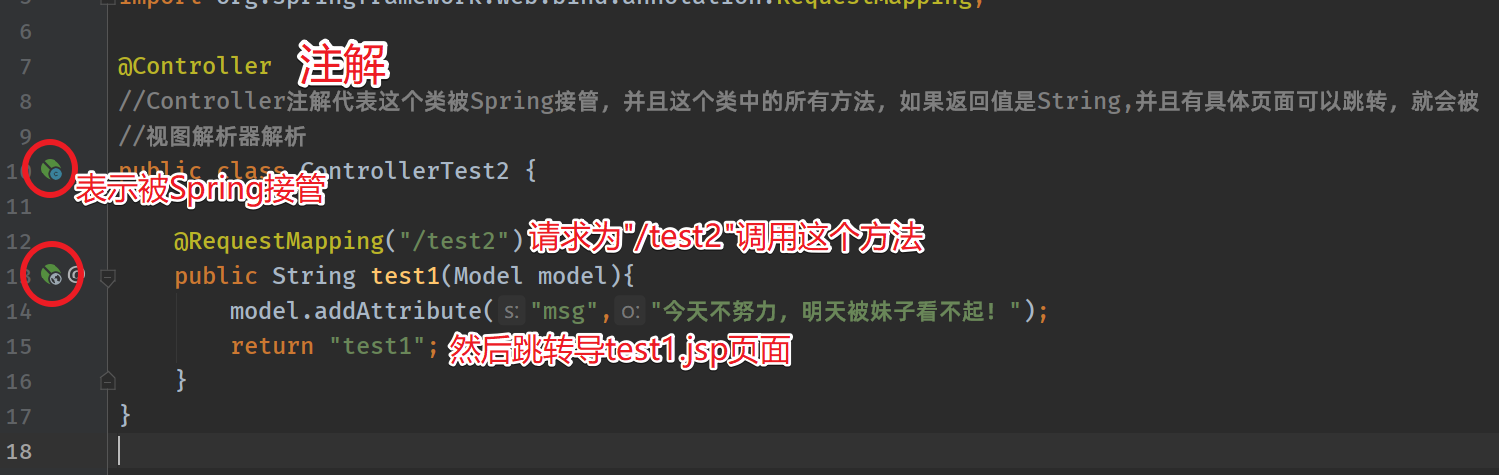 import org.springframework.web.bind.annotation.RequestMapping;
6
7 @Controller 注解
8 //Controller注解代表这个类被Spring接管，并且这个类中的所有方法，如果返回值是String,并且有具体页面可以跳转，就会被
9 //视图解析器解析
10 public class ControllerTest2 {
表示被Spring接管
11
12 @RequestMapping("/test2") 请求为"/test2"调用这个方法
13 @ public String test1(Model model){
14 model.addAttribute( s: "msg", o: "今天不努力，明天被妹子看不起！");
15 return "test1"; 然后跳转导test1.jsp页面
16 }
17 }
18